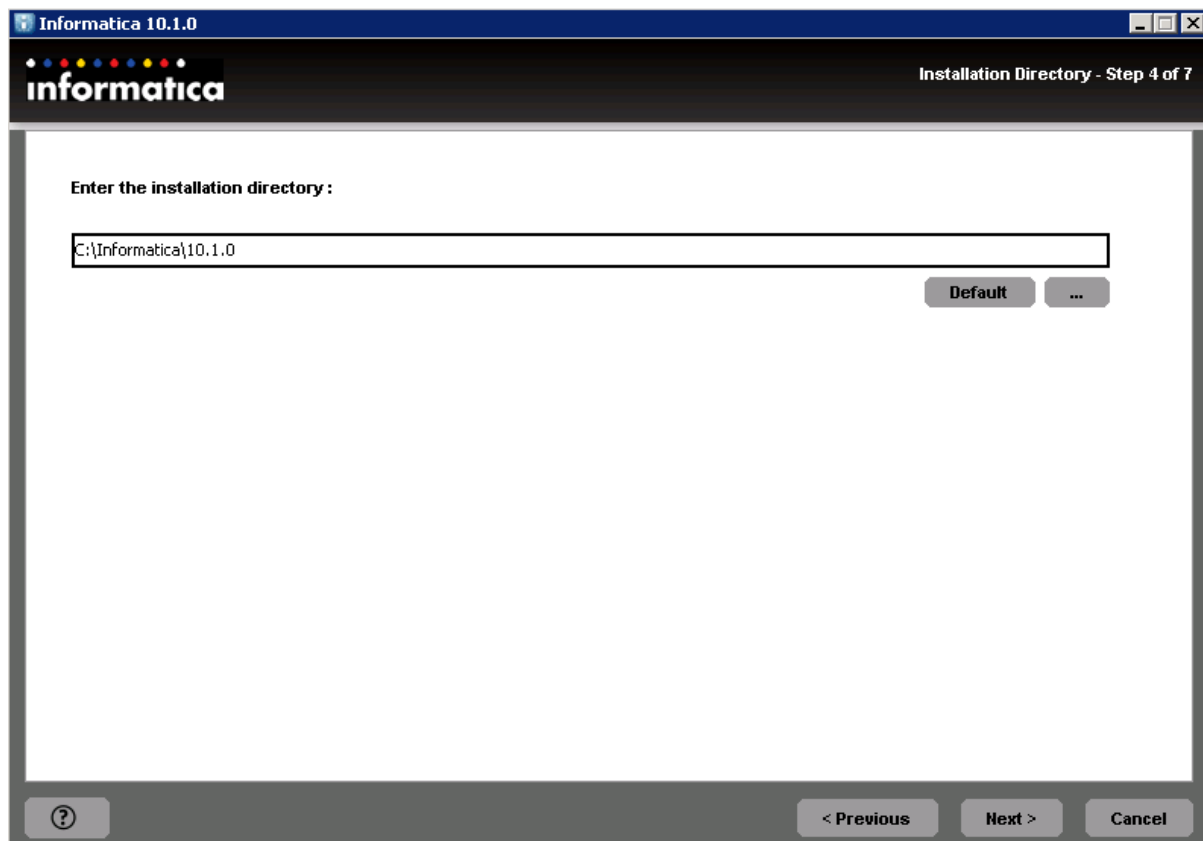 Informatica 10.1.0
informatica
Installation Directory - Step 4 of 7
Enter the installation directory :
C:\Informatica\10.1.0
Default
...
?
< Previous
Next >
Cancel